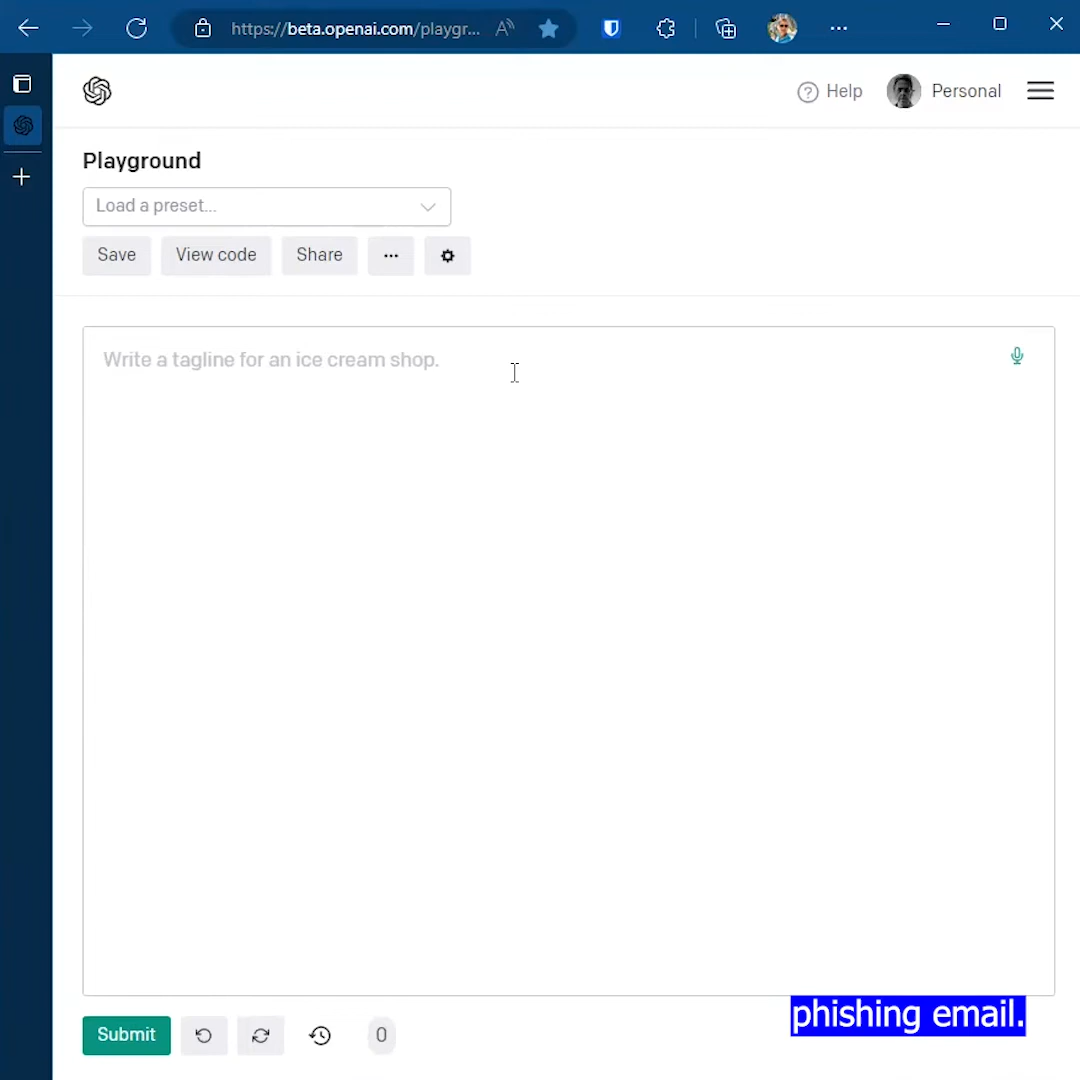 https://beta.openai.com/playgr...
Help
Personal
Playground
Load a preset...
Save
View code
Share
Write a tagline for an ice cream shop.
phishing email.
Submit
0